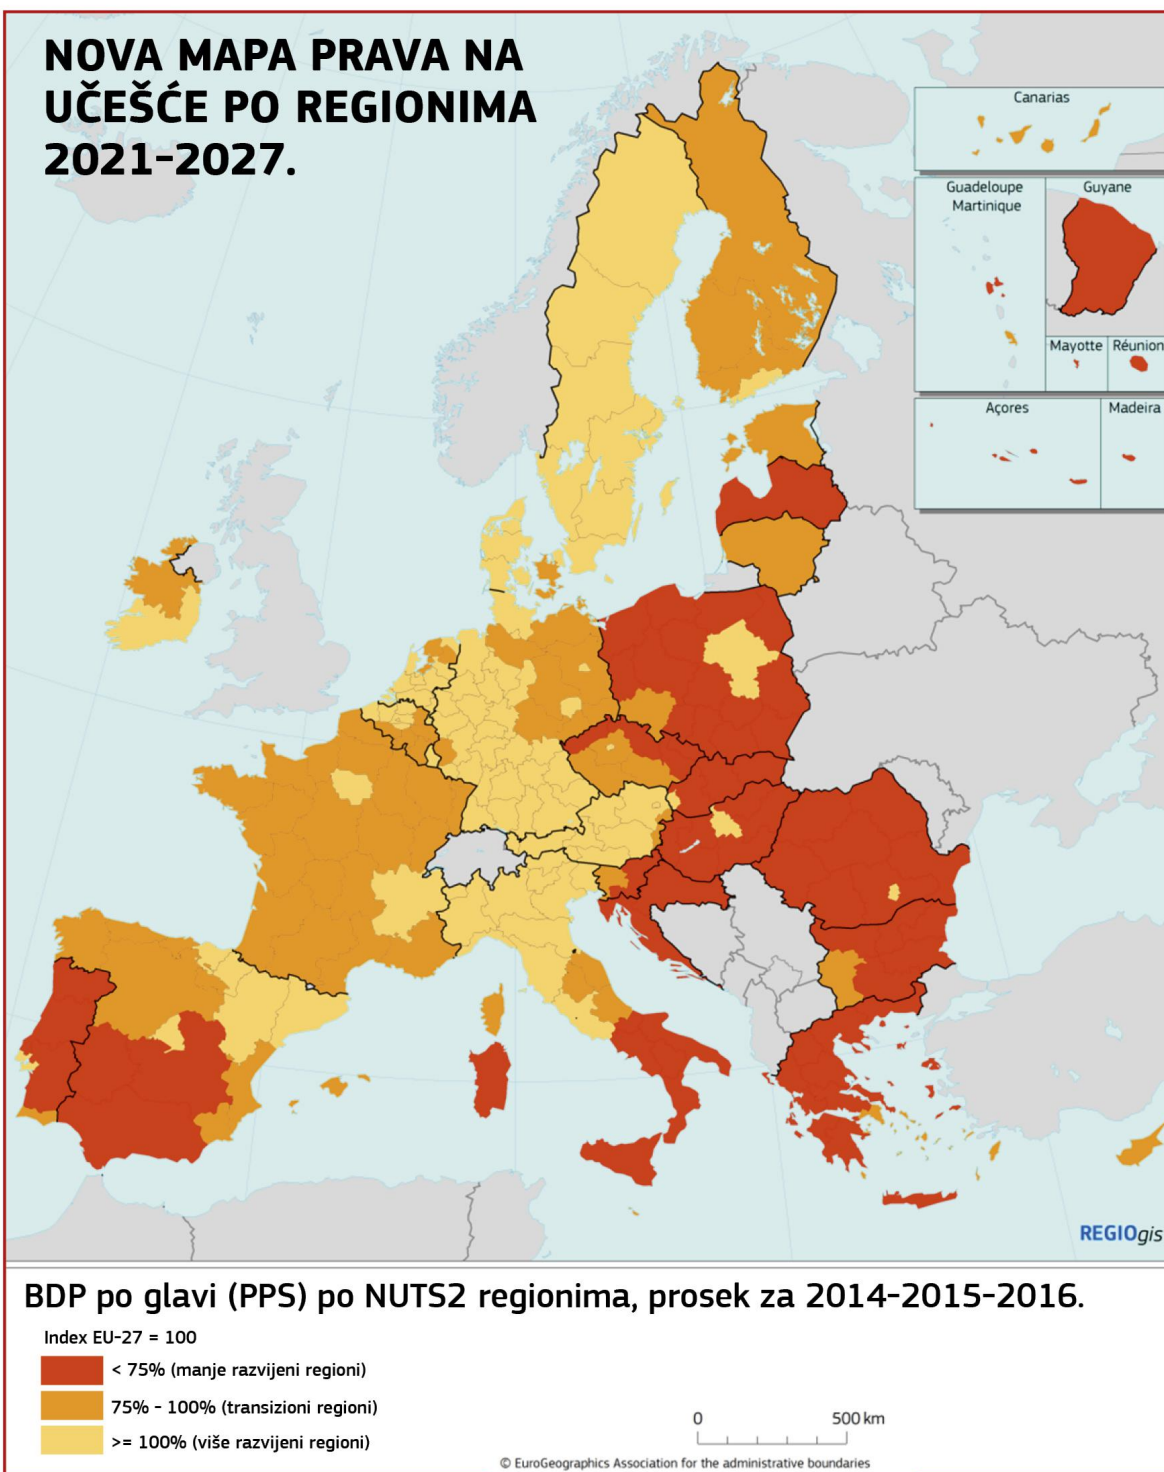 NOVA MAPA PRAVA NA
UČEŠĆE PO REGIONIMA
2021-2027.
Canarias
Guadeloupe
Martinique
Guyane
Mayotte
Réunion
Açores
Madeira
REGIOgis
BDP po glavi (PPS) po NUTS2 regionima, prosek za 2014-2015-2016.
Index EU-27 = 100
< 75% (manje razvijeni regioni)
75% - 100% (transizioni regioni)
>= 100% (više razvijeni regioni)
0 500 km
© EuroGeographics Association for the administrative boundaries